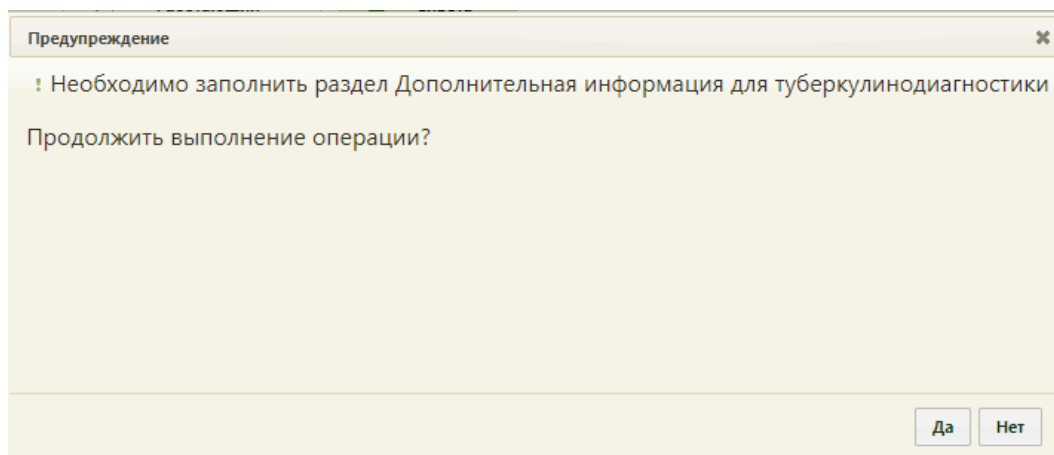 Предупреждение
! Необходимо заполнить раздел Дополнительная информация для туберкулинодиагностики
Продолжить выполнение операции?
Да Нет